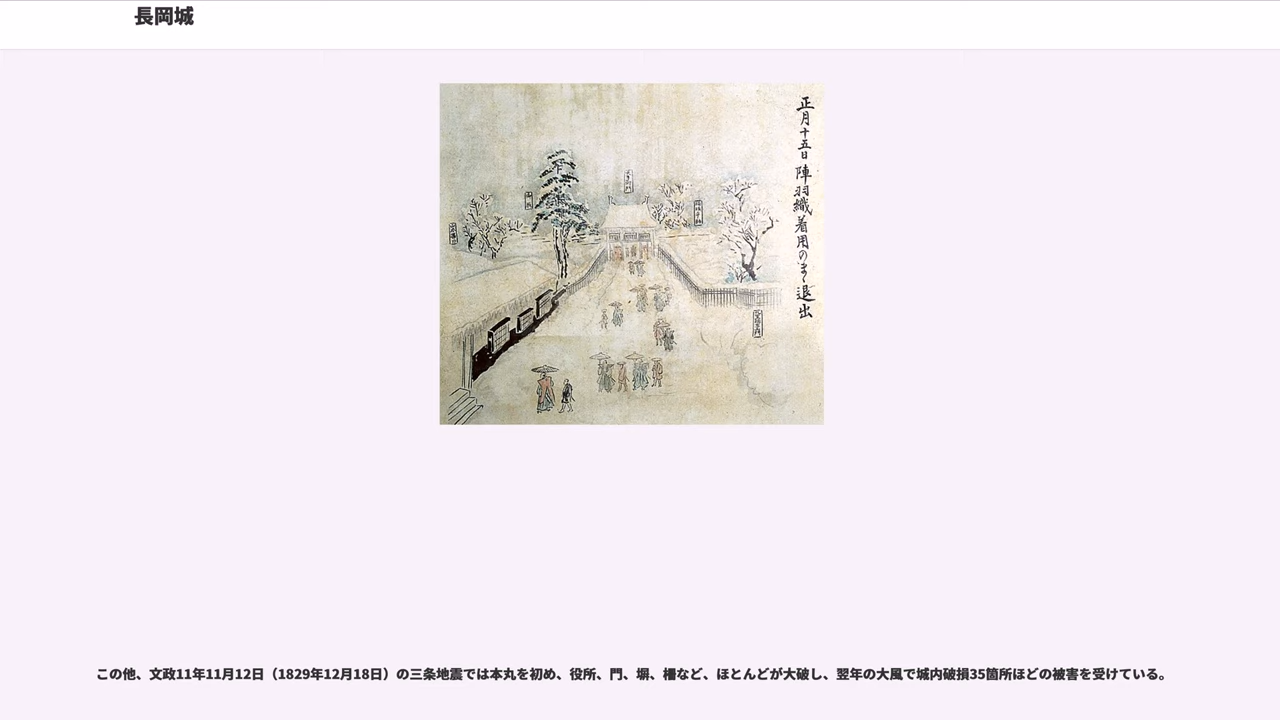 長岡城
正月十五日 陣羽織着用のまゝ退出
この他、文政11年11月12日（1829年12月18日）の三条地震では本丸を初め、役所、門、塀、柵など、ほとんどが大破し、翌年の大風で城内破損35箇所ほどの被害を受けている。